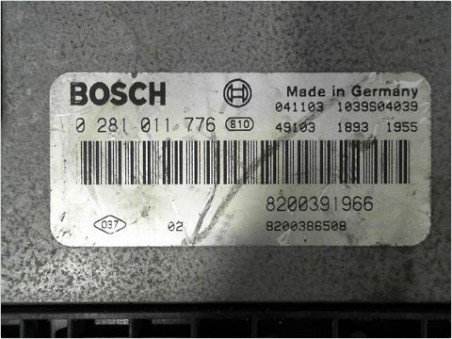 BOSCH
Made in Germany
041103 1039S04039
0 281 011 776 810
49103 1893 1955
8200391966
037 02 8200386508